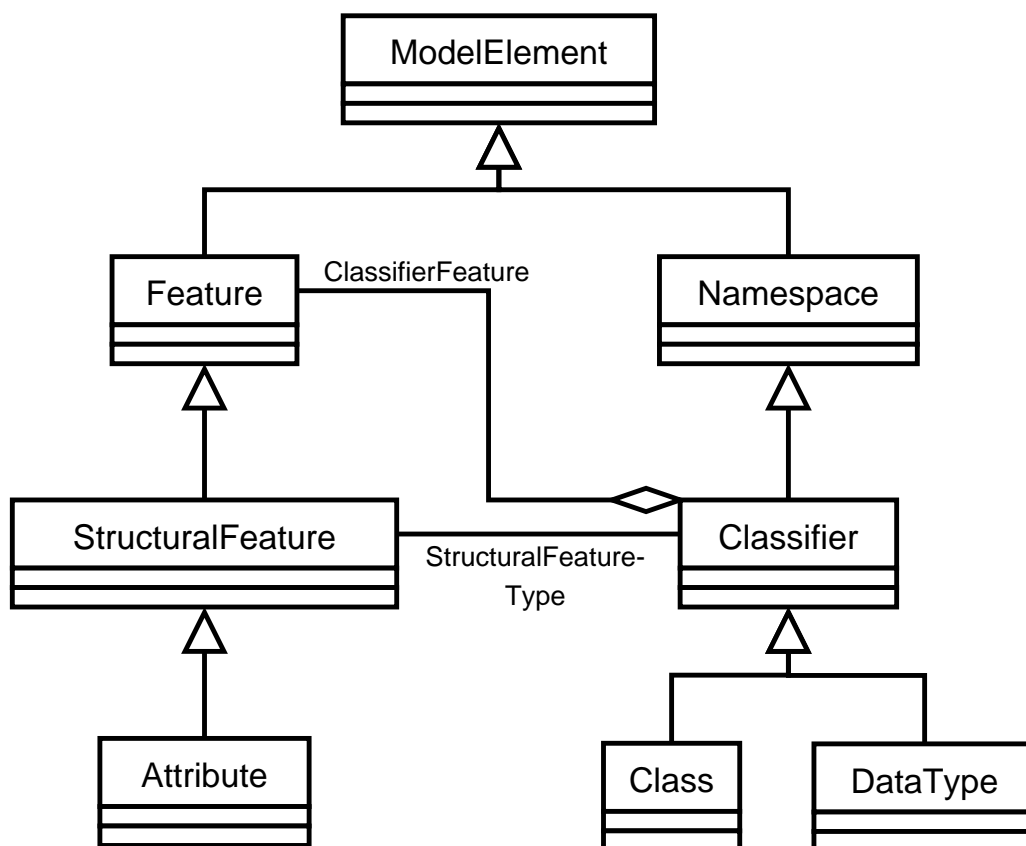 ModelElement
ClassifierFeature
Feature
Namespace
StructuralFeature
Classifier
StructuralFeature-
Type
Attribute
Class
DataType